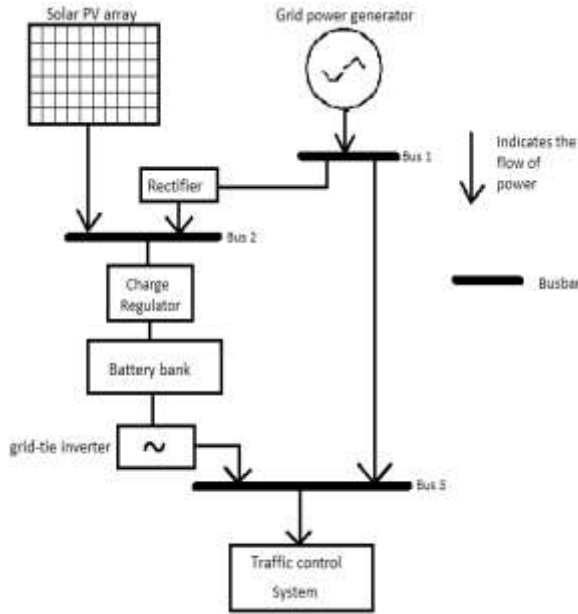 Solar PV array
Grid power generator
Bus 1
Indicates the
flow of
power
Rectifier
Bus 2
Charge
Regulator
Busbar
Battery bank
grid-tie inverter
~
Bus 3
Traffic control
System